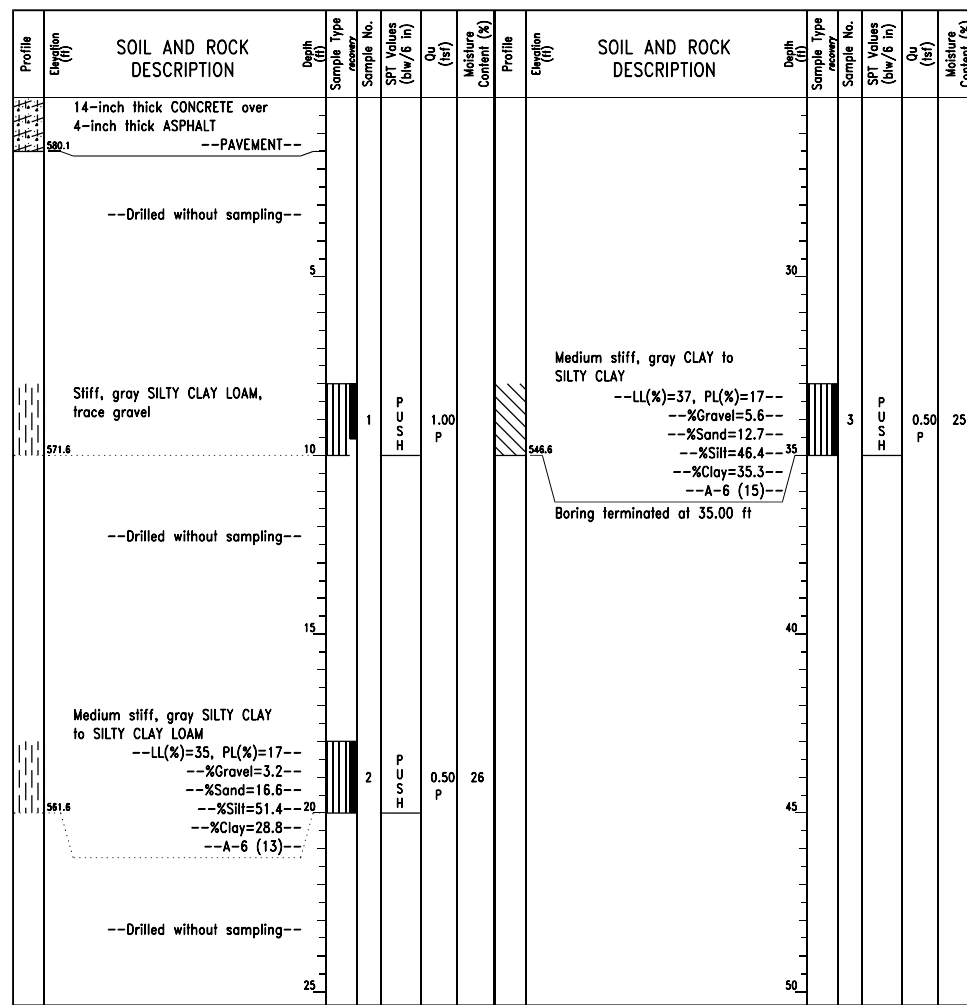 Profile
Elevation (ft)
SOIL AND ROCK
DESCRIPTION
Depth (ft)
Sample Type
recovery
Sample No.
SPT Values
(blw/6 in)
Qu
(tsf)
Moisture
Content (%)
Profile
Elevation (ft)
SOIL AND ROCK
DESCRIPTION
Depth (ft)
Sample Type
recovery
Sample No.
SPT Values
(blw/6 in)
Qu
(tsf)
Moisture
Content (%)
14-inch thick CONCRETE over
4-inch thick ASPHALT
580.1 --PAVEMENT--
--Drilled without sampling--
5
Stiff, gray SILTY CLAY LOAM,
trace gravel
1
PUSH
1.00
P
571.6
10
--Drilled without sampling--
15
Medium stiff, gray SILTY CLAY
to SILTY CLAY LOAM
--LL(%)=35, PL(%)=17--
--%Gravel=3.2--
2
PUSH
0.50
P
26
--%Sand=16.6--
561.6 --%Silt=51.4-- 20
--%Clay=28.8--
--A-6 (13)--
--Drilled without sampling--
25
30
Medium stiff, gray CLAY to
SILTY CLAY
--LL(%)=37, PL(%)=17--
--%Gravel=5.6--
3
PUSH
0.50
P
25
--%Sand=12.7--
546.6 --%Silt=46.4-- 35
--%Clay=35.3--
--A-6 (15)--
Boring terminated at 35.00 ft
40
45
50